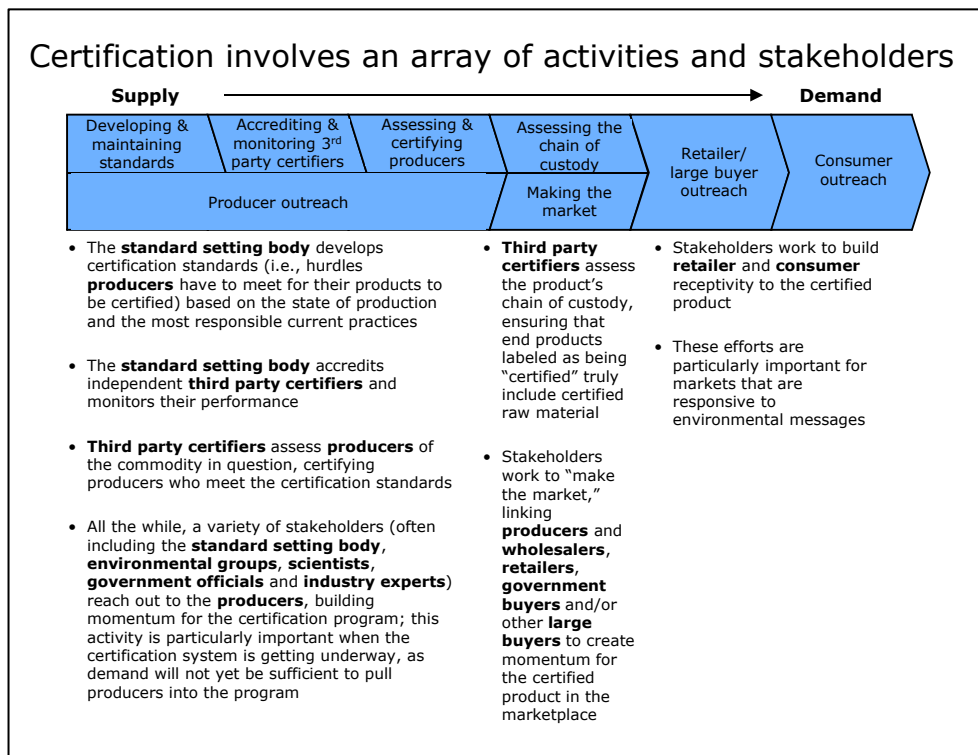 Certification involves an array of activities and stakeholders
Supply
Demand
Developing &
maintaining
standards
Accrediting &
monitoring 3rd
party certifiers
Assessing &
certifying
producers
Assessing the
chain of
custody
Retailer/
large buyer
outreach
Consumer
outreach
Producer outreach
Making the
market
• The standard setting body develops
certification standards (i.e., hurdles
producers have to meet for their products to
be certified) based on the state of production
and the most responsible current practices
• The standard setting body accredits
independent third party certifiers and
monitors their performance
• Third party certifiers assess producers of
the commodity in question, certifying
producers who meet the certification standards
• All the while, a variety of stakeholders (often
including the standard setting body,
environmental groups, scientists,
government officials and industry experts)
reach out to the producers, building
momentum for the certification program; this
activity is particularly important when the
certification system is getting underway, as
demand will not yet be sufficient to pull
producers into the program
• Third party
certifiers assess
the product's
chain of custody,
ensuring that
end products
labeled as being
“certified” truly
include certified
raw material
• Stakeholders
work to “make
the market,”
linking
producers and
wholesalers,
retailers,
government
buyers and/or
other large
buyers to create
momentum for
the certified
product in the
marketplace
• Stakeholders work to build
retailer and consumer
receptivity to the certified
product
• These efforts are
particularly important for
markets that are
responsive to
environmental messages